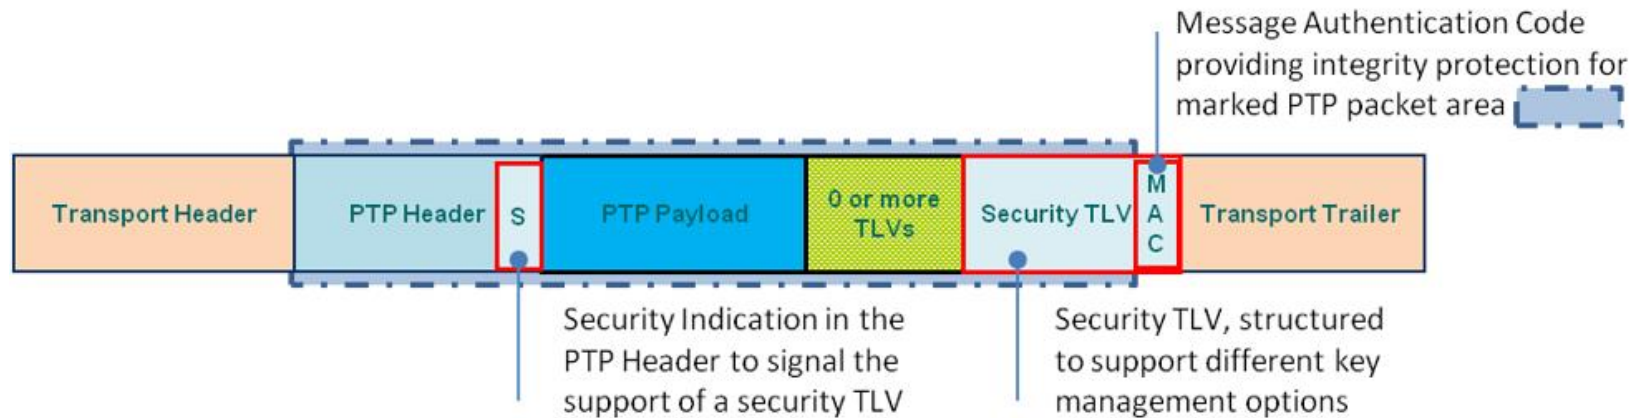 Message Authentication Code
providing integrity protection for
marked PTP packet area
Transport Header
PTP Header
S
PTP Payload
0 or more
TLVs
Security TLV
M
A
C
Transport Trailer
Security Indication in the
PTP Header to signal the
support of a security TLV
Security TLV, structured
to support different key
management options